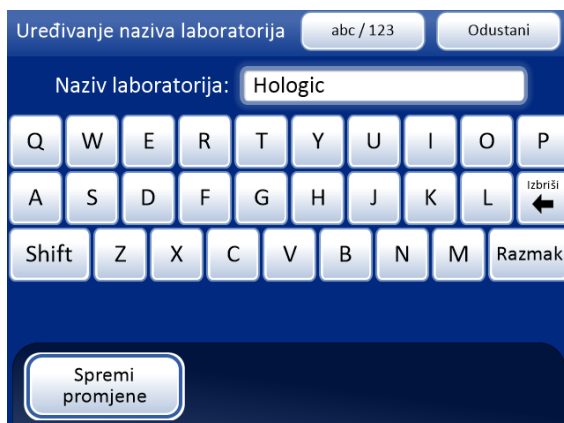 Uređivanje naziva laboratorija abc / 123 Odustani
Naziv laboratorija: Hologic
Q W E R T Y U I O P
A S D F G H J K L Izbriši
Shift Z X C V B N M Razmak
Spremi
promjene